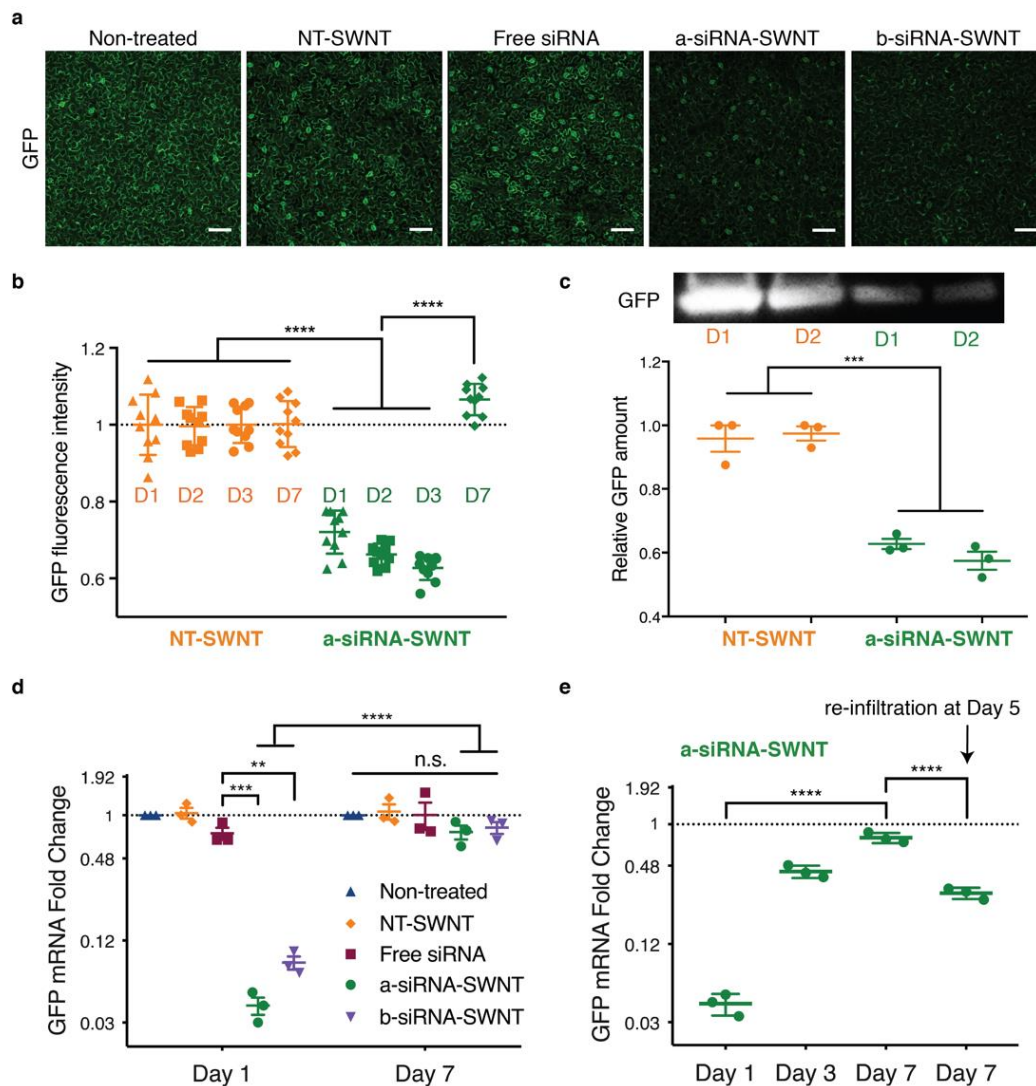 a
Non-treated NT-SWNT Free siRNA a-siRNA-SWNT b-siRNA-SWNT
GFP
b
****
****
1.2
1
0.8
0.6
GFP fluorescence intensity
D1 D2 D3 D7 D1 D2 D3 D7
NT-SWNT a-siRNA-SWNT
c
GFP
D1 D2 D1 D2
***
1.2
1.0
0.8
0.6
0.4
Relative GFP amount
NT-SWNT a-siRNA-SWNT
d
****
**
***
n.s.
1.92
1
0.48
0.12
0.03
GFP mRNA Fold Change
Non-treated
NT-SWNT
Free siRNA
a-siRNA-SWNT
b-siRNA-SWNT
Day 1 Day 7
e
re-infiltration at Day 5
a-siRNA-SWNT
****
****
1.92
1
0.48
0.12
0.03
GFP mRNA Fold Change
Day 1 Day 3 Day 7 Day 7